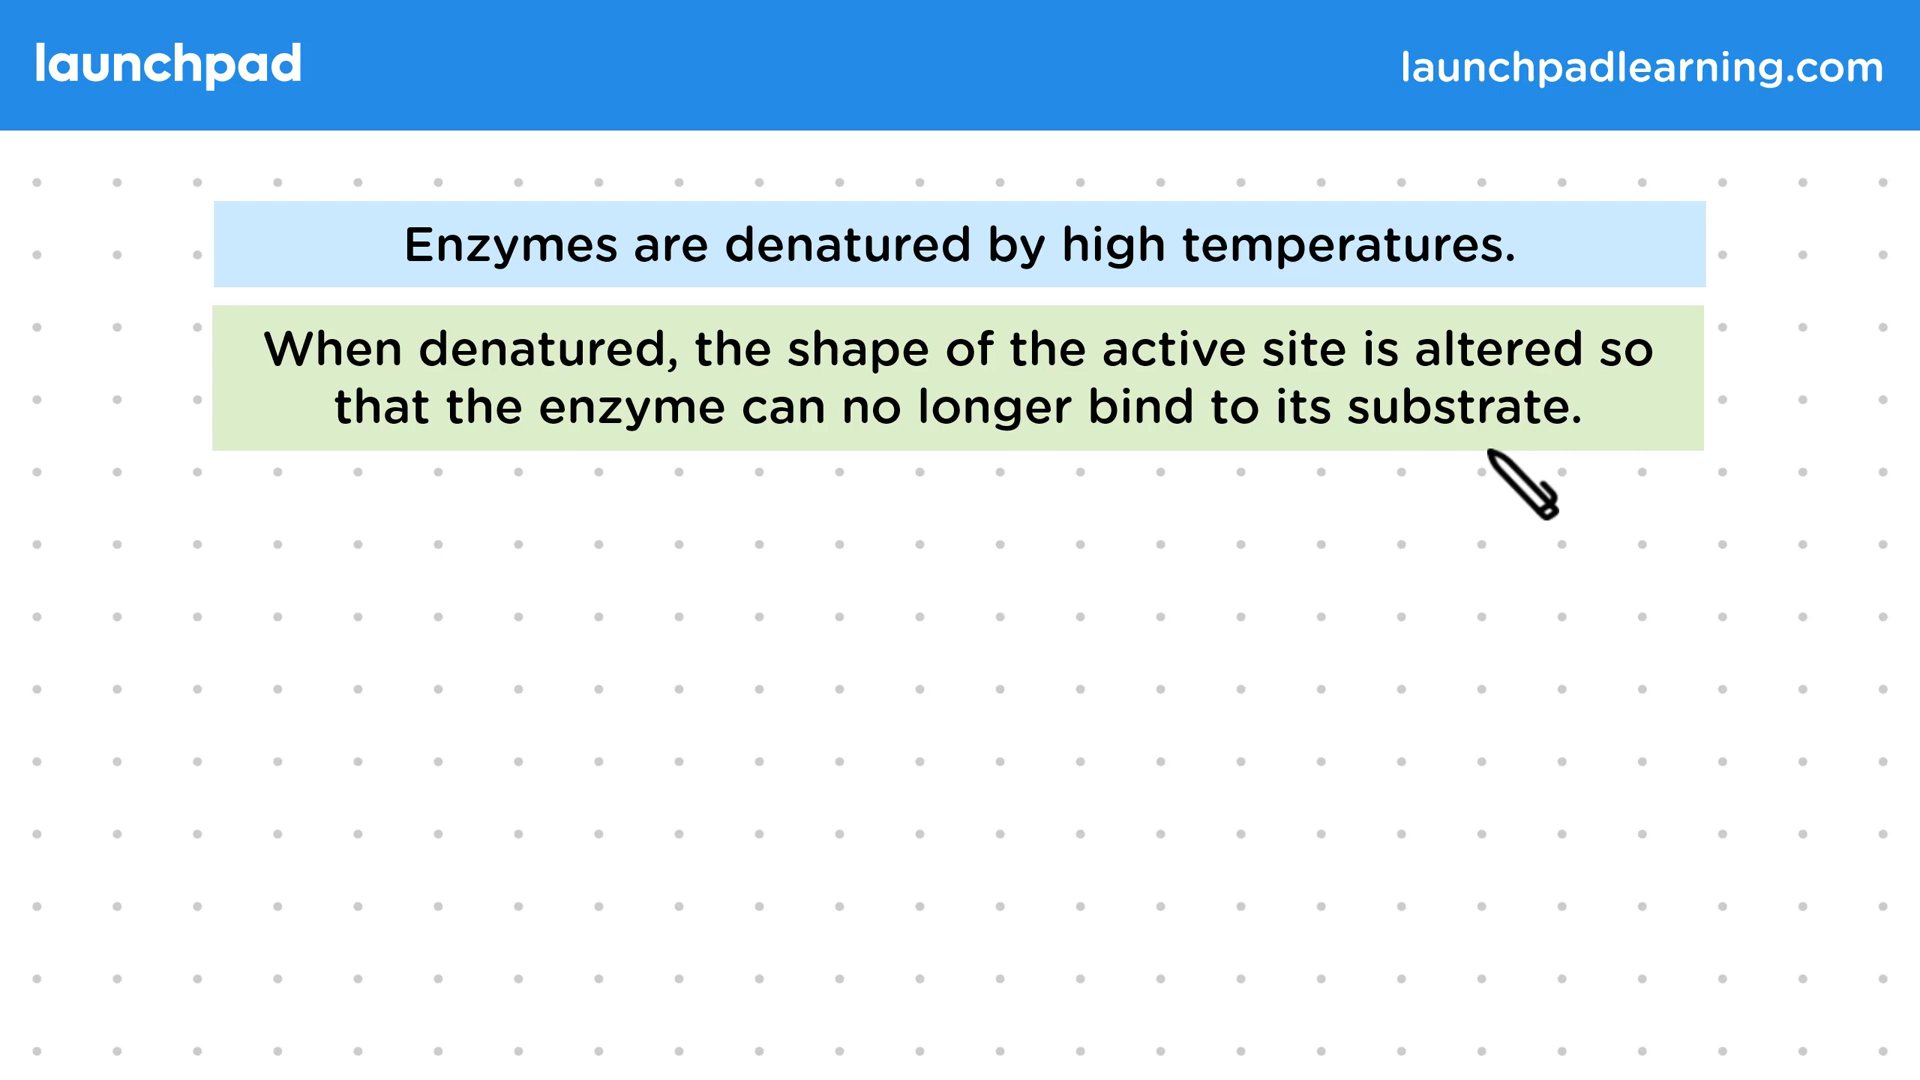 launchpad
launchpadlearning.com
Enzymes are denatured by high temperatures.
When denatured, the shape of the active site is altered so
that the enzyme can no longer bind to its substrate.